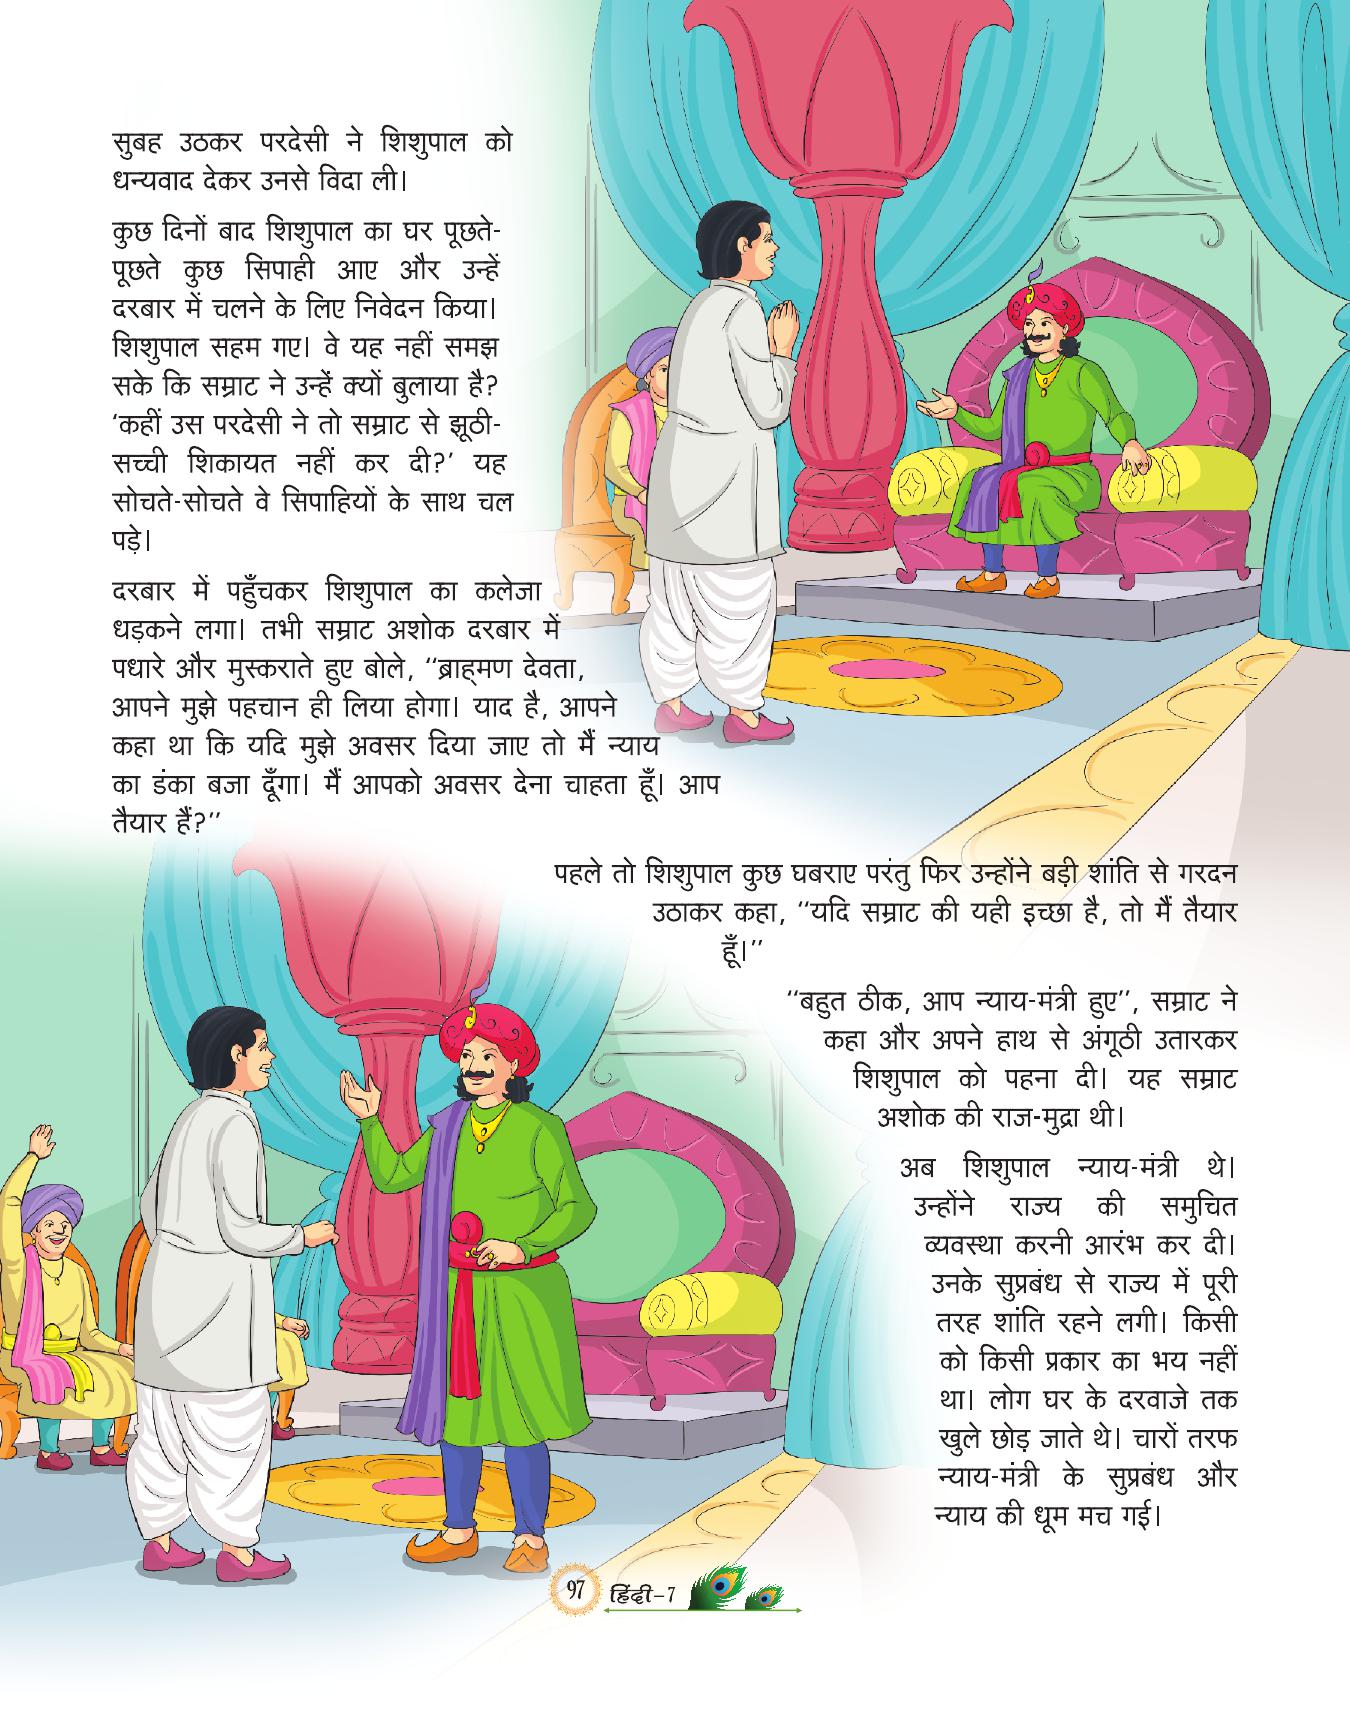 सुबह उठकर परदेसी ने शिशुपाल को
धन्यवाद देकर उनसे विदा ली।
कुछ दिनों बाद शिशुपाल का घर पूछते-
पूछते कुछ सिपाही आए और उन्हें
दरबार में चलने के लिए निवेदन किया।
शिशुपाल सहम गए। वे यह नहीं समझ
सके कि सम्राट ने उन्हें क्यों बुलाया है?
‘कहीं उस परदेसी ने तो सम्राट से झूठी-
सच्ची शिकायत नहीं कर दी?’ यह
सोचते-सोचते वे सिपाहियों के साथ चल
पड़े।
दरबार में पहुँचकर शिशुपाल का कलेजा
धड़कने लगा। तभी सम्राट अशोक दरबार में
पधारे और मुस्कराते हुए बोले, ‘‘ब्राह्मण देवता,
आपने मुझे पहचान ही लिया होगा। याद है, आपने
कहा था कि यदि मुझे अवसर दिया जाए तो मैं न्याय
का डंका बजा दूँगा। मैं आपको अवसर देना चाहता हूँ। आप
तैयार हैं?’’
पहले तो शिशुपाल कुछ घबराए परंतु फिर उन्होंने बड़ी शांति से गरदन
उठाकर कहा, ‘‘यदि सम्राट की यही इच्छा है, तो मैं तैयार
हूँ।’’
‘‘बहुत ठीक, आप न्याय-मंत्री हुए’’, सम्राट ने
कहा और अपने हाथ से अंगूठी उतारकर
शिशुपाल को पहना दी। यह सम्राट
अशोक की राज-मुद्रा थी।
अब शिशुपाल न्याय-मंत्री थे।
उन्होंने राज्य की समुचित
व्यवस्था करनी आरंभ कर दी।
उनके सुप्रबंध से राज्य में पूरी
तरह शांति रहने लगी। किसी
को किसी प्रकार का भय नहीं
था। लोग घर के दरवाजे तक
खुले छोड़ जाते थे। चारों तरफ
न्याय-मंत्री के सुप्रबंध और
न्याय की धूम मच गई।
97 हिंदी-7